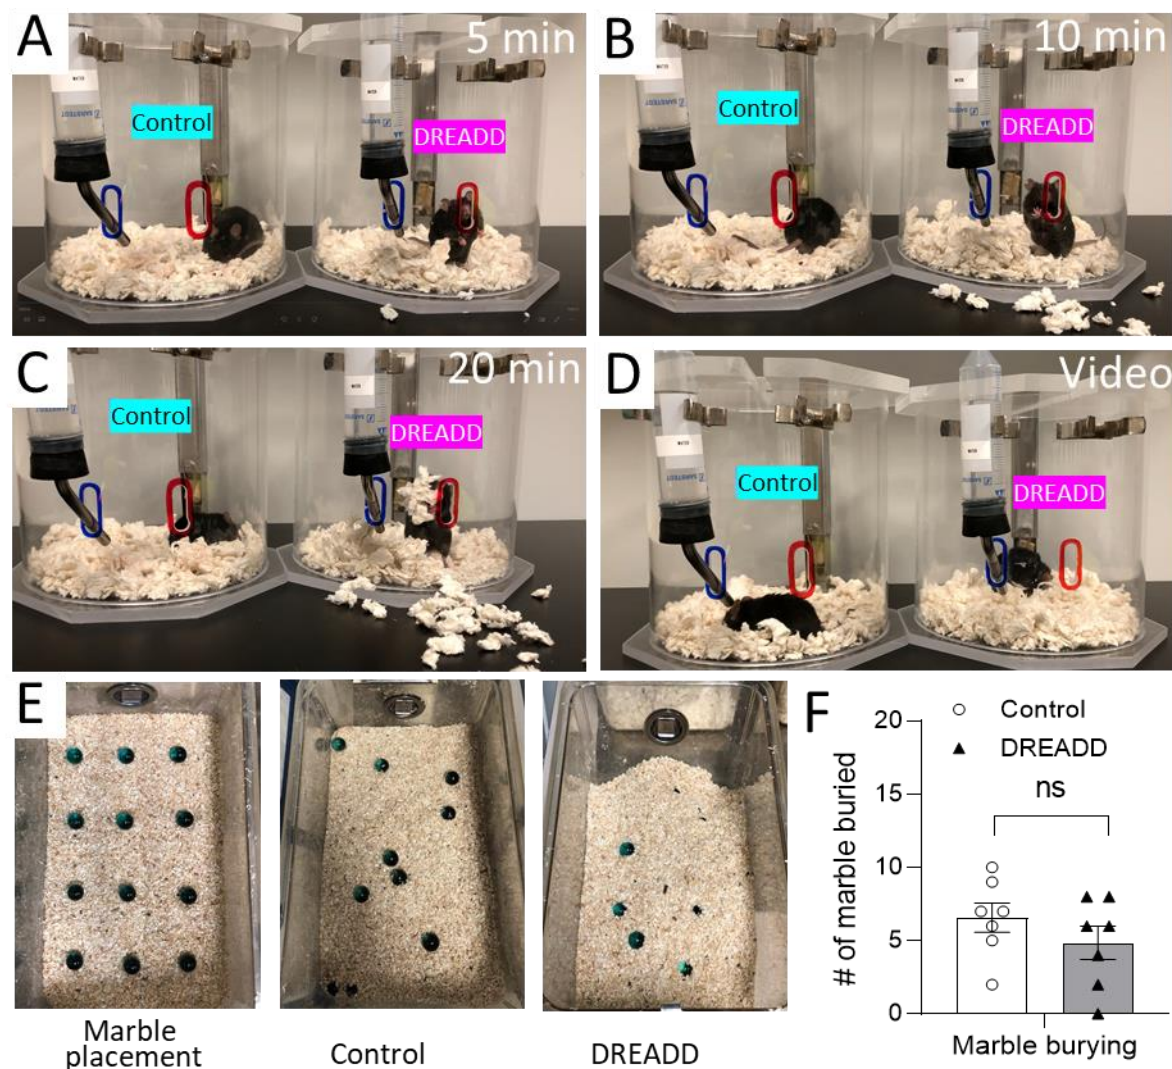 A
5 min
Control
DREADD
B
10 min
Control
DREADD
C
20 min
Control
DREADD
D
Video
Control
DREADD
E
Marble
placement
Control
DREADD
F
Control
DREADD
ns
20
15
10
5
0
# of marble buried
Marble burying